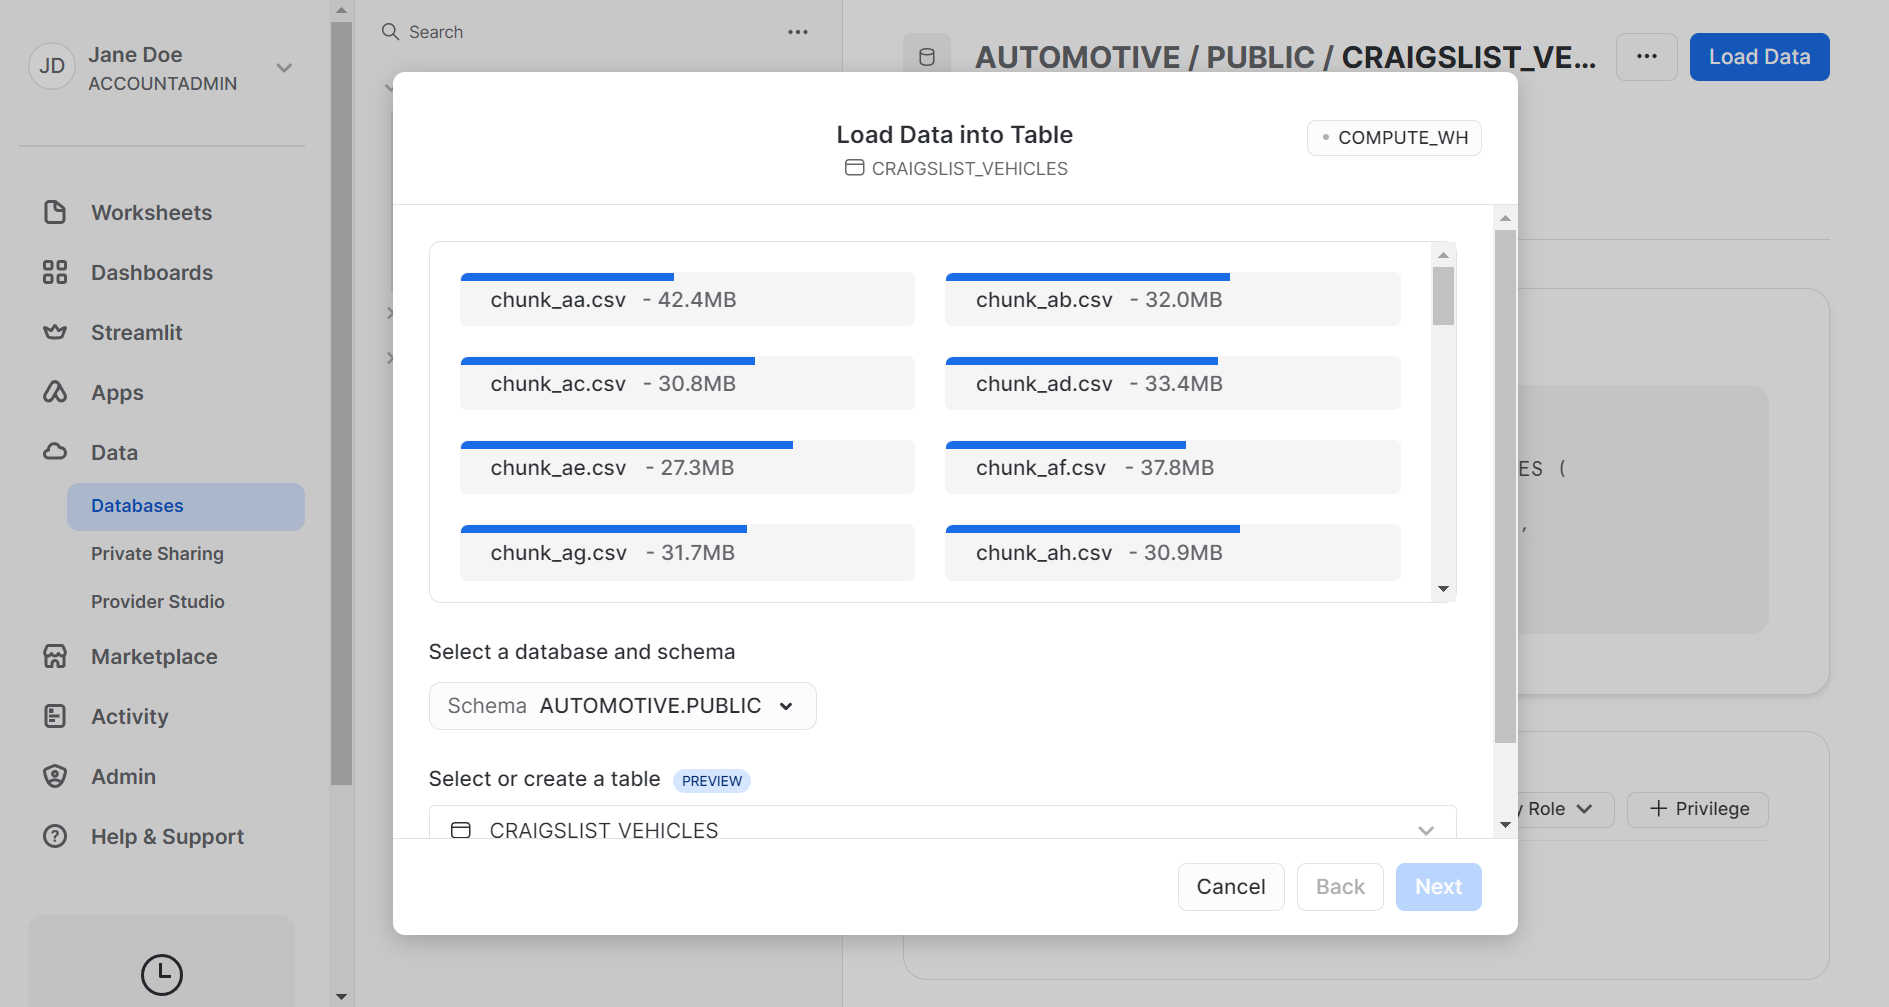 JD
Jane Doe
ACCOUNTADMIN
Worksheets
Dashboards
Streamlit
Apps
Data
Databases
Private Sharing
Provider Studio
Marketplace
Activity
Admin
Help & Support
Search
AUTOMOTIVE / PUBLIC / CRAIGSLIST_VE...
Load Data
Load Data into Table
CRAIGSLIST_VEHICLES
COMPUTE_WH
chunk_aa.csv - 42.4MB
chunk_ab.csv - 32.0MB
chunk_ac.csv - 30.8MB
chunk_ad.csv - 33.4MB
chunk_ae.csv - 27.3MB
chunk_af.csv - 37.8MB
chunk_ag.csv - 31.7MB
chunk_ah.csv - 30.9MB
Select a database and schema
Schema AUTOMOTIVE.PUBLIC
Select or create a table PREVIEW
CRAIGSLIST_VEHICLES
Cancel
Back
Next
ES (
,
y Role
+ Privilege